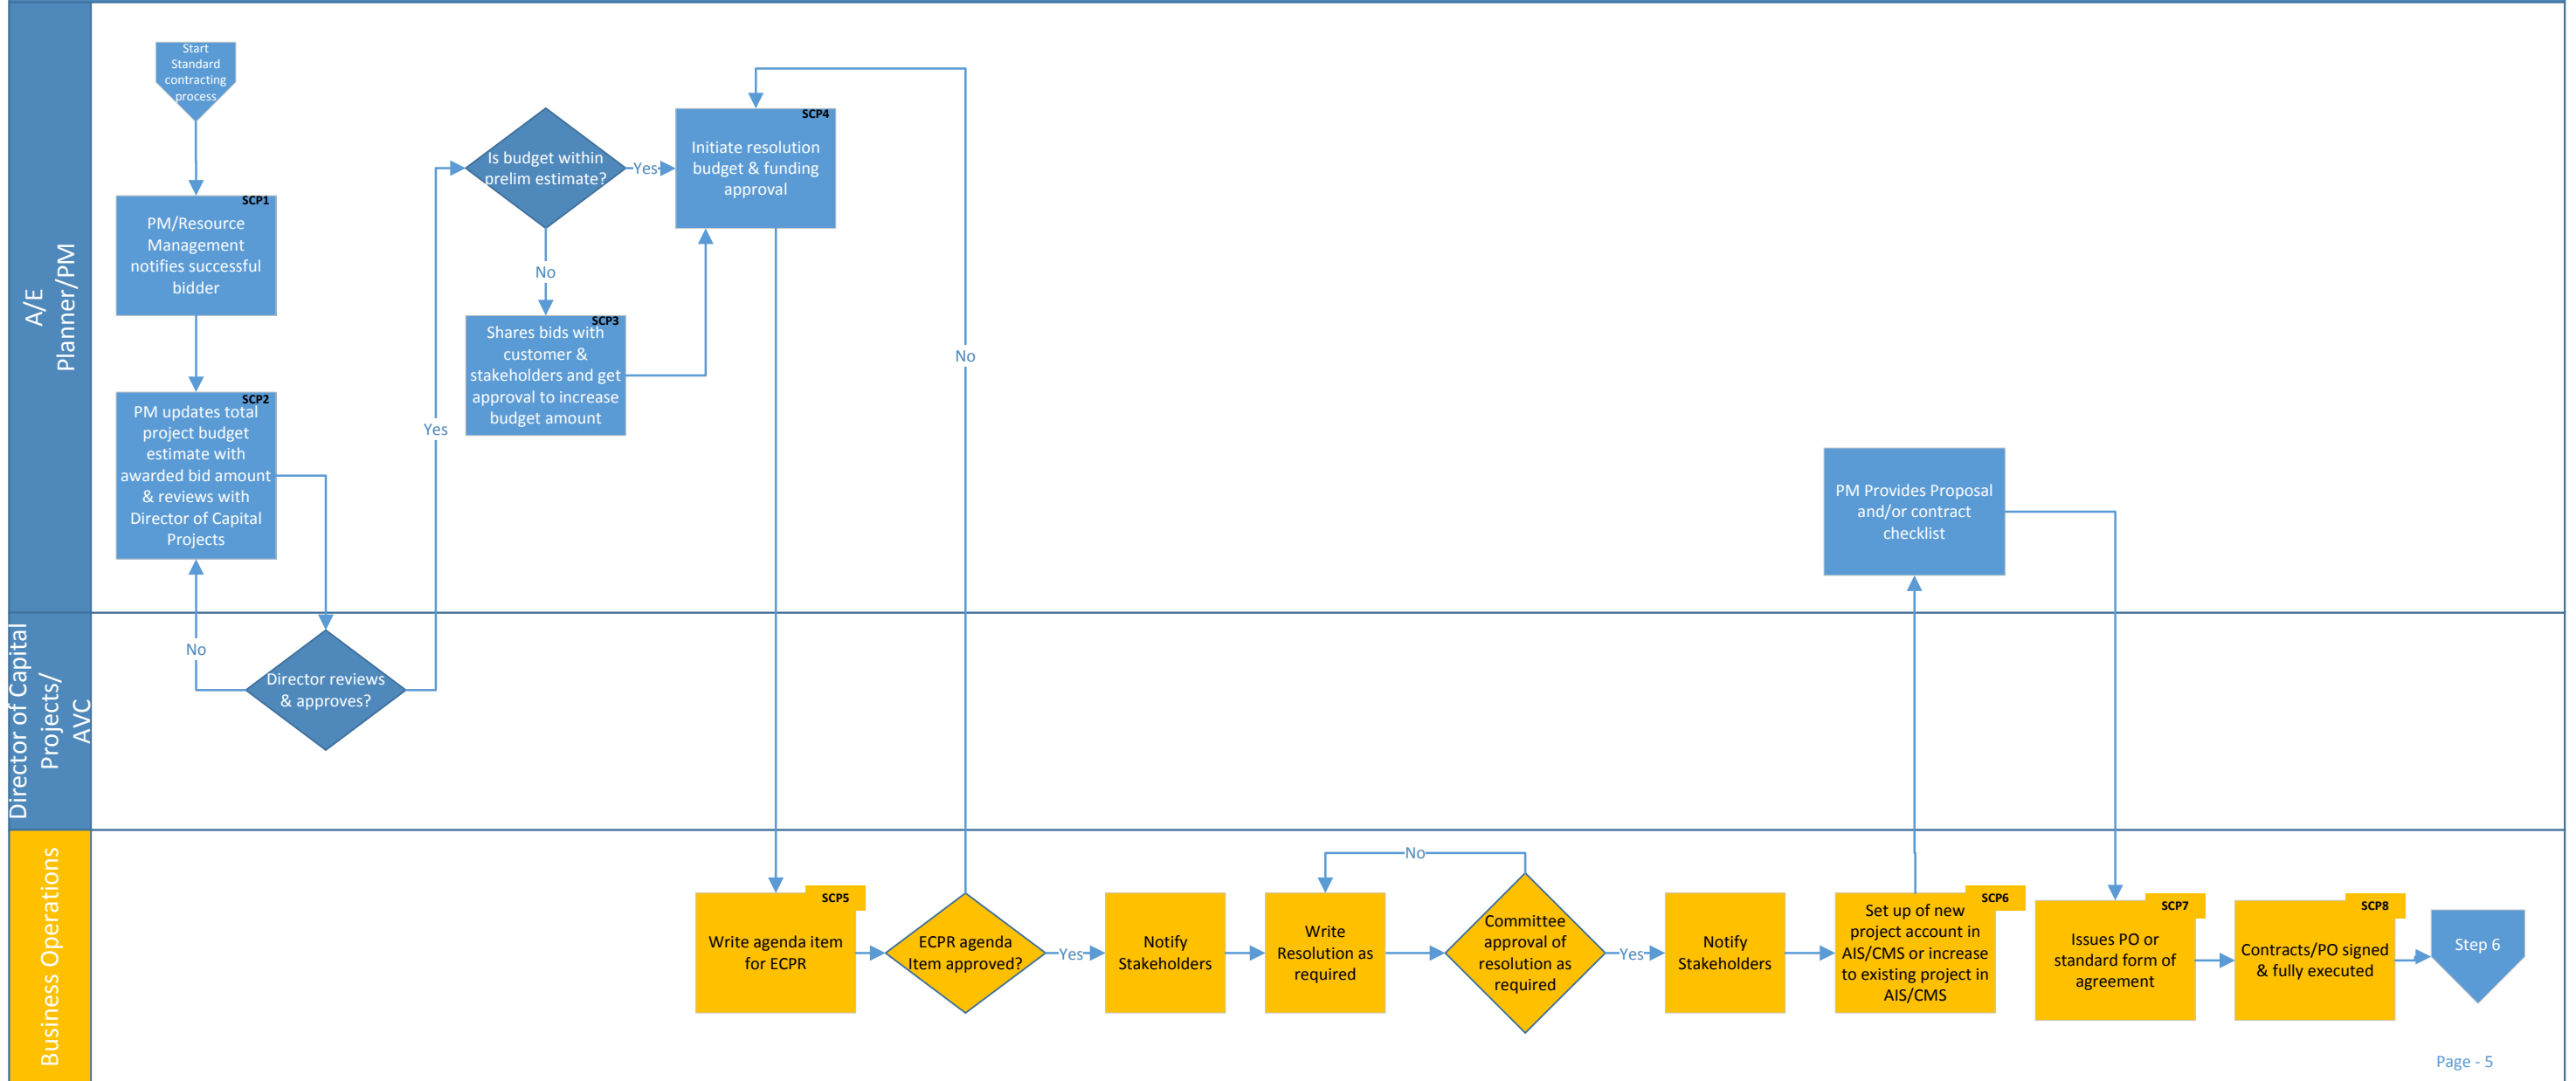 A/E
Planner/PM
Start
Standard
contracting
process
SCP1
PM/Resource
Management
notifies successful
bidder
SCP2
PM updates total
project budget
estimate with
awarded bid amount
& reviews with
Director of Capital
Projects
Is budget within
prelim estimate?
Yes
No
SCP3
Shares bids with
customer &
stakeholders and get
approval to increase
budget amount
SCP4
Initiate resolution
budget & funding
approval
No
Yes
PM Provides Proposal
and/or contract
checklist
Director of Capital
Projects/
AVC
No
Director reviews
& approves?
Business Operations
SCP5
Write agenda item
for ECPR
ECPR agenda
Item approved?
Yes
Notify
Stakeholders
Write
Resolution as
required
No
Committee
approval of
resolution as
required
Yes
Notify
Stakeholders
SCP6
Set up of new
project account in
AIS/CMS or increase
to existing project in
AIS/CMS
SCP7
Issues PO or
standard form of
agreement
SCP8
Contracts/PO signed
& fully executed
Step 6
Page - 5